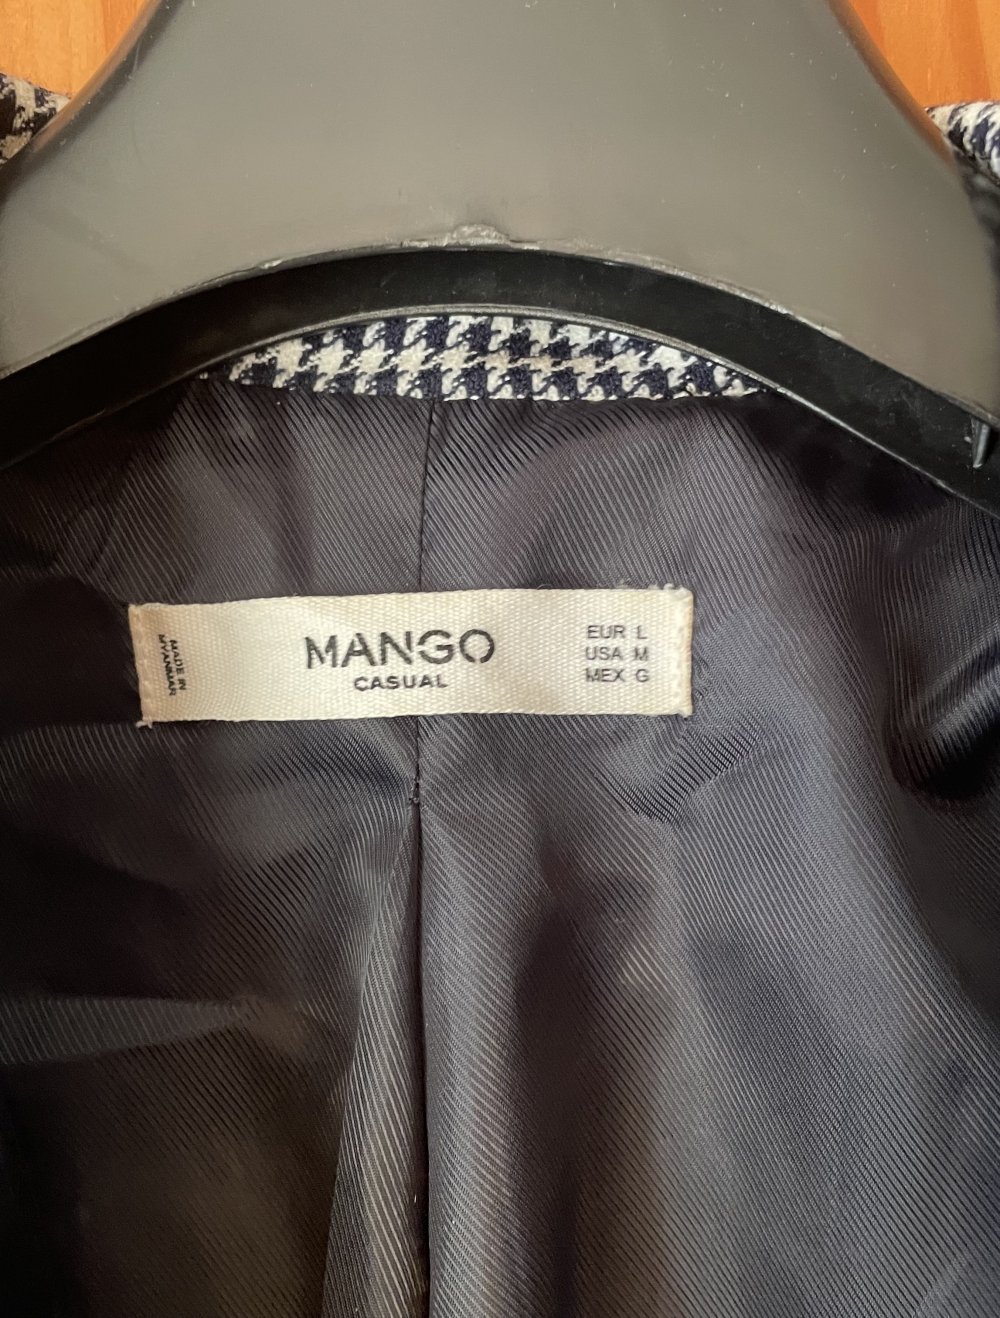 MADE IN
MYANMAR
MANGO
CASUAL
EUR L
USA M
MEX G